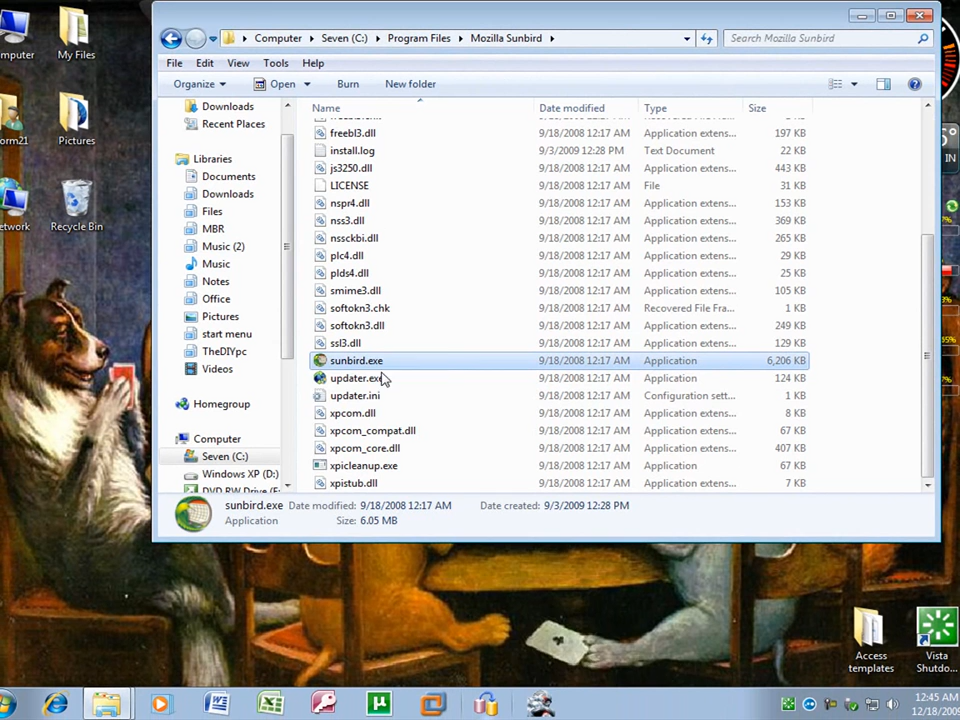 Computer ▸ Seven (C:) ▸ Program Files ▸ Mozilla Sunbird ▸
Search Mozilla Sunbird
File Edit View Tools Help
Organize Open Burn New folder
Name Date modified Type Size
freebl3.dll 9/18/2008 12:17 AM Application extens... 197 KB
install.log 9/3/2009 12:28 PM Text Document 22 KB
js3250.dll 9/18/2008 12:17 AM Application extens... 443 KB
LICENSE 9/18/2008 12:17 AM File 31 KB
nspr4.dll 9/18/2008 12:17 AM Application extens... 153 KB
nss3.dll 9/18/2008 12:17 AM Application extens... 369 KB
nssckbi.dll 9/18/2008 12:17 AM Application extens... 265 KB
plc4.dll 9/18/2008 12:17 AM Application extens... 29 KB
plds4.dll 9/18/2008 12:17 AM Application extens... 25 KB
smime3.dll 9/18/2008 12:17 AM Application extens... 105 KB
softokn3.chk 9/18/2008 12:17 AM Recovered File Fra... 1 KB
softokn3.dll 9/18/2008 12:17 AM Application extens... 249 KB
ssl3.dll 9/18/2008 12:17 AM Application extens... 129 KB
sunbird.exe 9/18/2008 12:17 AM Application 6,206 KB
updater.exe 9/18/2008 12:17 AM Application 124 KB
updater.ini 9/18/2008 12:17 AM Configuration sett... 1 KB
xpcom.dll 9/18/2008 12:17 AM Application extens... 8 KB
xpcom_compat.dll 9/18/2008 12:17 AM Application extens... 67 KB
xpcom_core.dll 9/18/2008 12:17 AM Application extens... 407 KB
xpicleanup.exe 9/18/2008 12:17 AM Application 67 KB
xpistub.dll 9/18/2008 12:17 AM Application extens... 7 KB
Downloads
Recent Places
Libraries
Documents
Downloads
Files
MBR
Music (2)
Music
Notes
Office
Pictures
start menu
TheDIYpc
Videos
Homegroup
Computer
Seven (C:)
Windows XP (D:)
DVD RW Drive (E:
sunbird.exe Date modified: 9/18/2008 12:17 AM Date created: 9/3/2009 12:28 PM
Application Size: 6.05 MB
mputer
My Files
orm21
Pictures
etwork
Recycle Bin
IN
Access
templates
Vista
Shutdo...
12:45 AM
12/18/2009